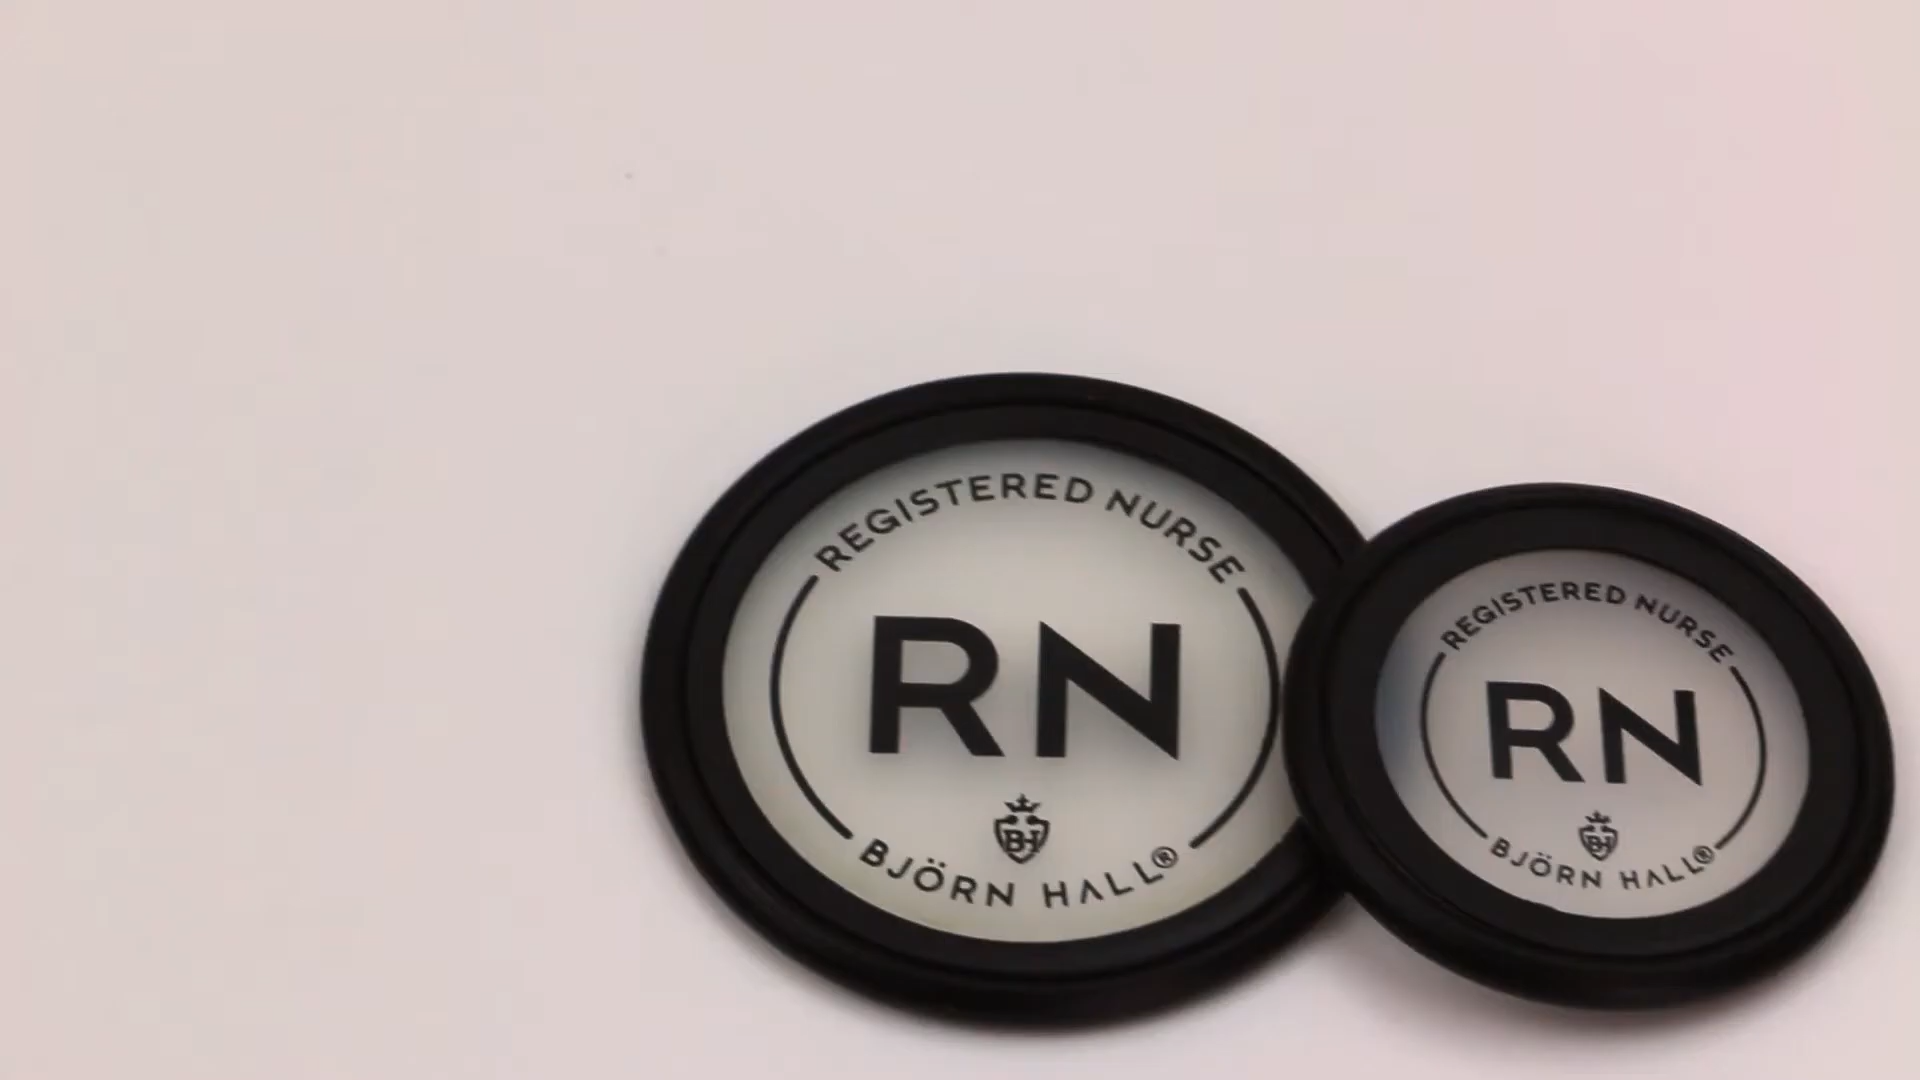 REGISTERED NURSE
RN
BH
BJÖRN HALL®
REGISTERED NURSE
RN
BH
BJÖRN HALL®